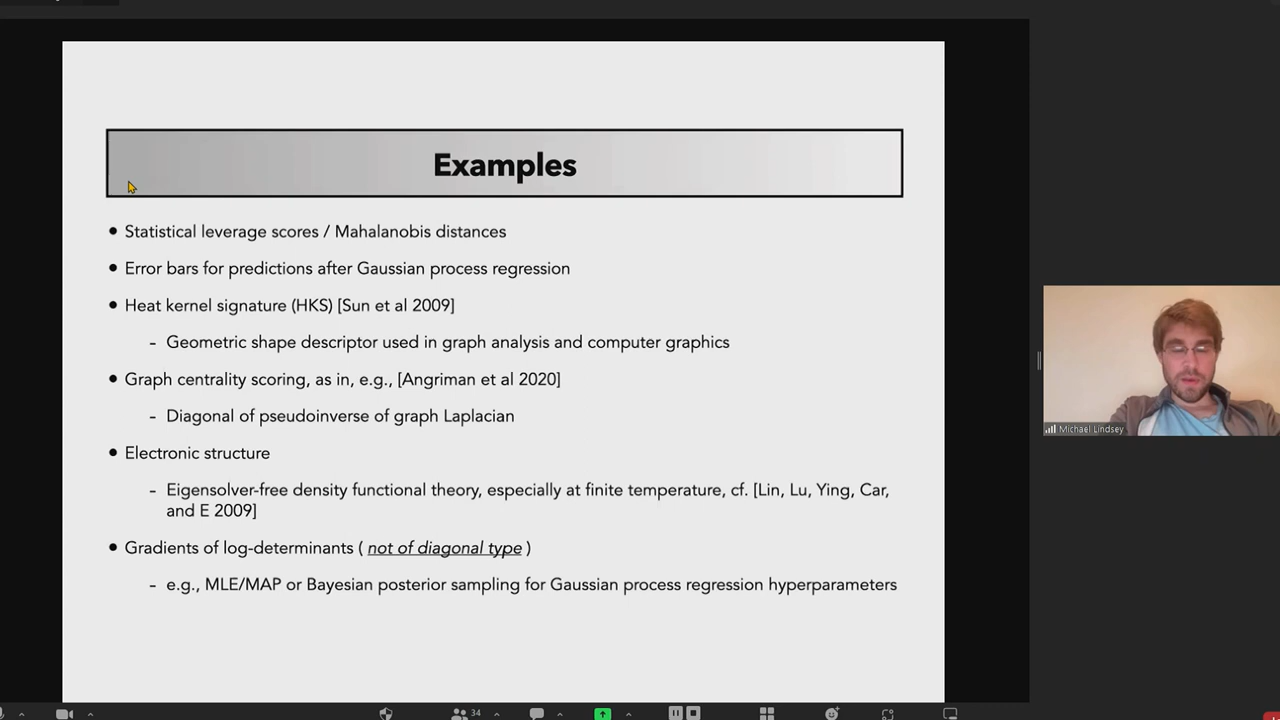 Examples
• Statistical leverage scores / Mahalanobis distances
• Error bars for predictions after Gaussian process regression
• Heat kernel signature (HKS) [Sun et al 2009]
- Geometric shape descriptor used in graph analysis and computer graphics
• Graph centrality scoring, as in, e.g., [Angriman et al 2020]
- Diagonal of pseudoinverse of graph Laplacian
• Electronic structure
- Eigensolver-free density functional theory, especially at finite temperature, cf. [Lin, Lu, Ying, Car,
and E 2009]
• Gradients of log-determinants ( not of diagonal type )
- e.g., MLE/MAP or Bayesian posterior sampling for Gaussian process regression hyperparameters
Michael Lindsey
34